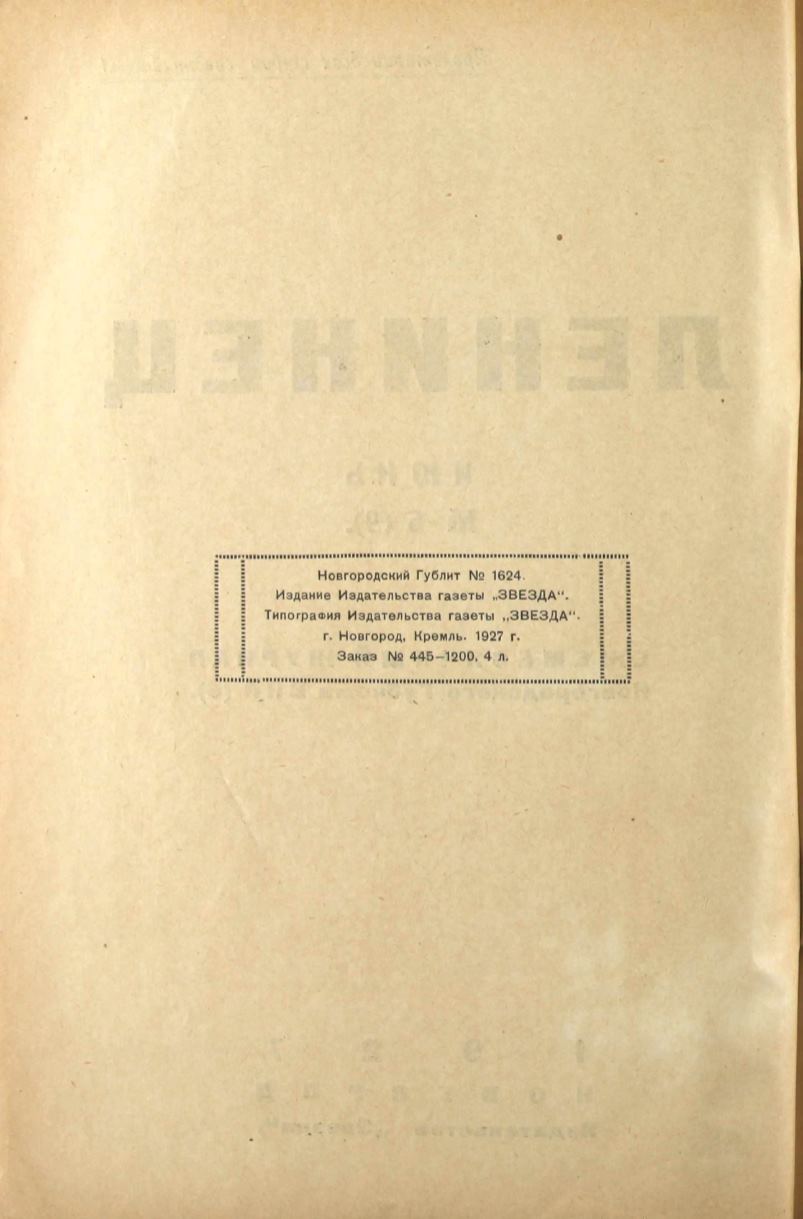 Новгородский Гублит № 1624.
Издание Издательства газеты „ЗВЕЗДА“.
Типография Издательства газеты „ЗВЕЗДА“.
г. Новгород, Кремль. 1927 г.
Заказ № 445—1200, 4 л.